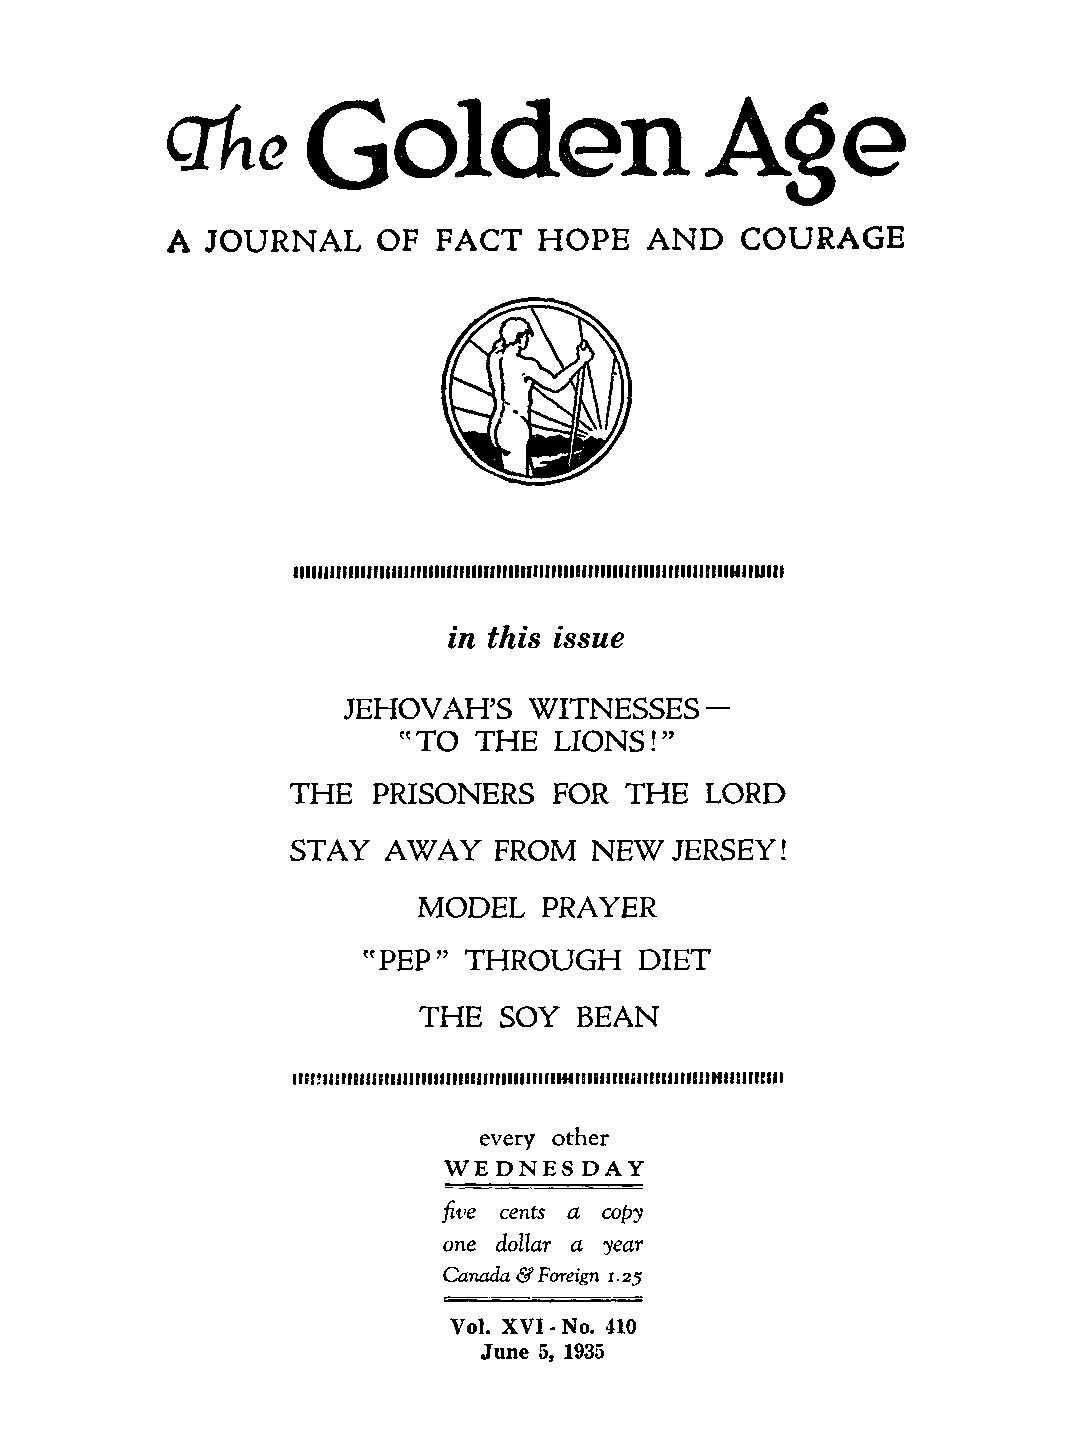 The Golden Age
A JOURNAL OF FACT HOPE AND COURAGE
in this issue
JEHOVAH'S WITNESSES—
"TO THE LIONS!"
THE PRISONERS FOR THE LORD
STAY AWAY FROM NEW JERSEY!
MODEL PRAYER
"PEP" THROUGH DIET
THE SOY BEAN
every other
WEDNESDAY
five cents a copy
one dollar a year
Canada & Foreign 1.25
Vol. XVI - No. 410
June 5, 1935